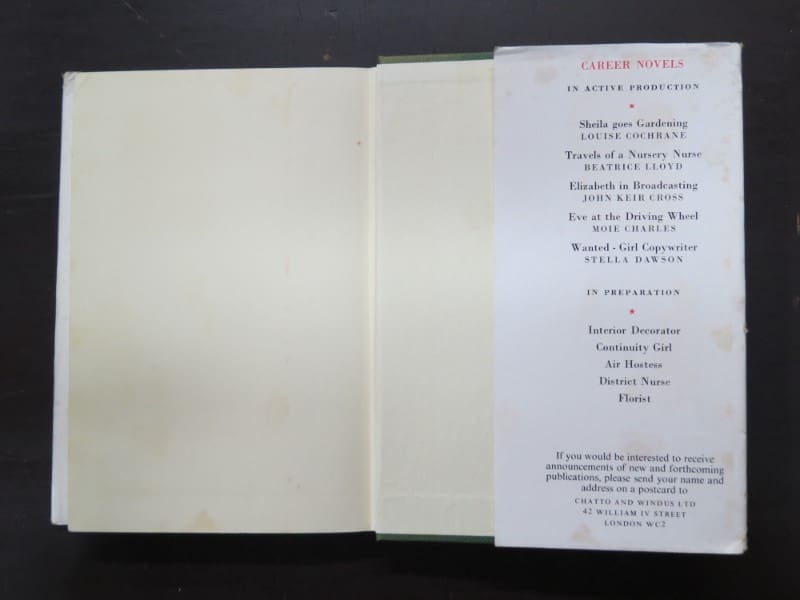 CAREER NOVELS
IN ACTIVE PRODUCTION
Sheila goes Gardening
LOUISE COCHRANE
Travels of a Nursery Nurse
BEATRICE LLOYD
Elizabeth in Broadcasting
JOHN KEIR CROSS
Eve at the Driving Wheel
MOIE CHARLES
Wanted - Girl Copywriter
STELLA DAWSON
IN PREPARATION
Interior Decorator
Continuity Girl
Air Hostess
District Nurse
Florist
If you would be interested to receive
announcements of new and forthcoming
publications, please send your name and
address on a postcard to
CHATTO AND WINDUS LTD
42 WILLIAM IV STREET
LONDON WC2